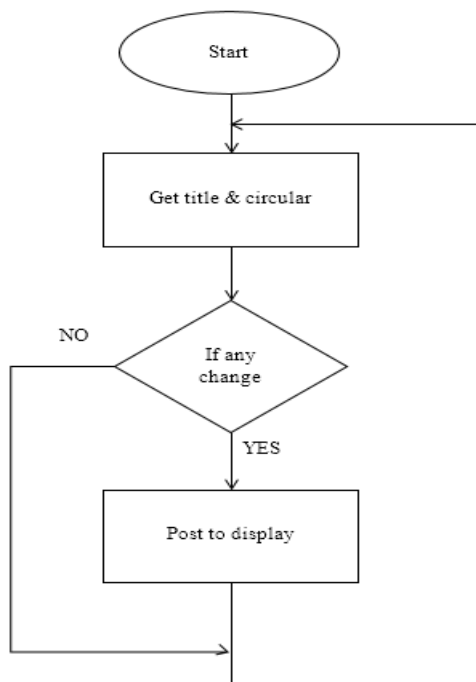 Start
Get title & circular
NO
If any
change
YES
Post to display